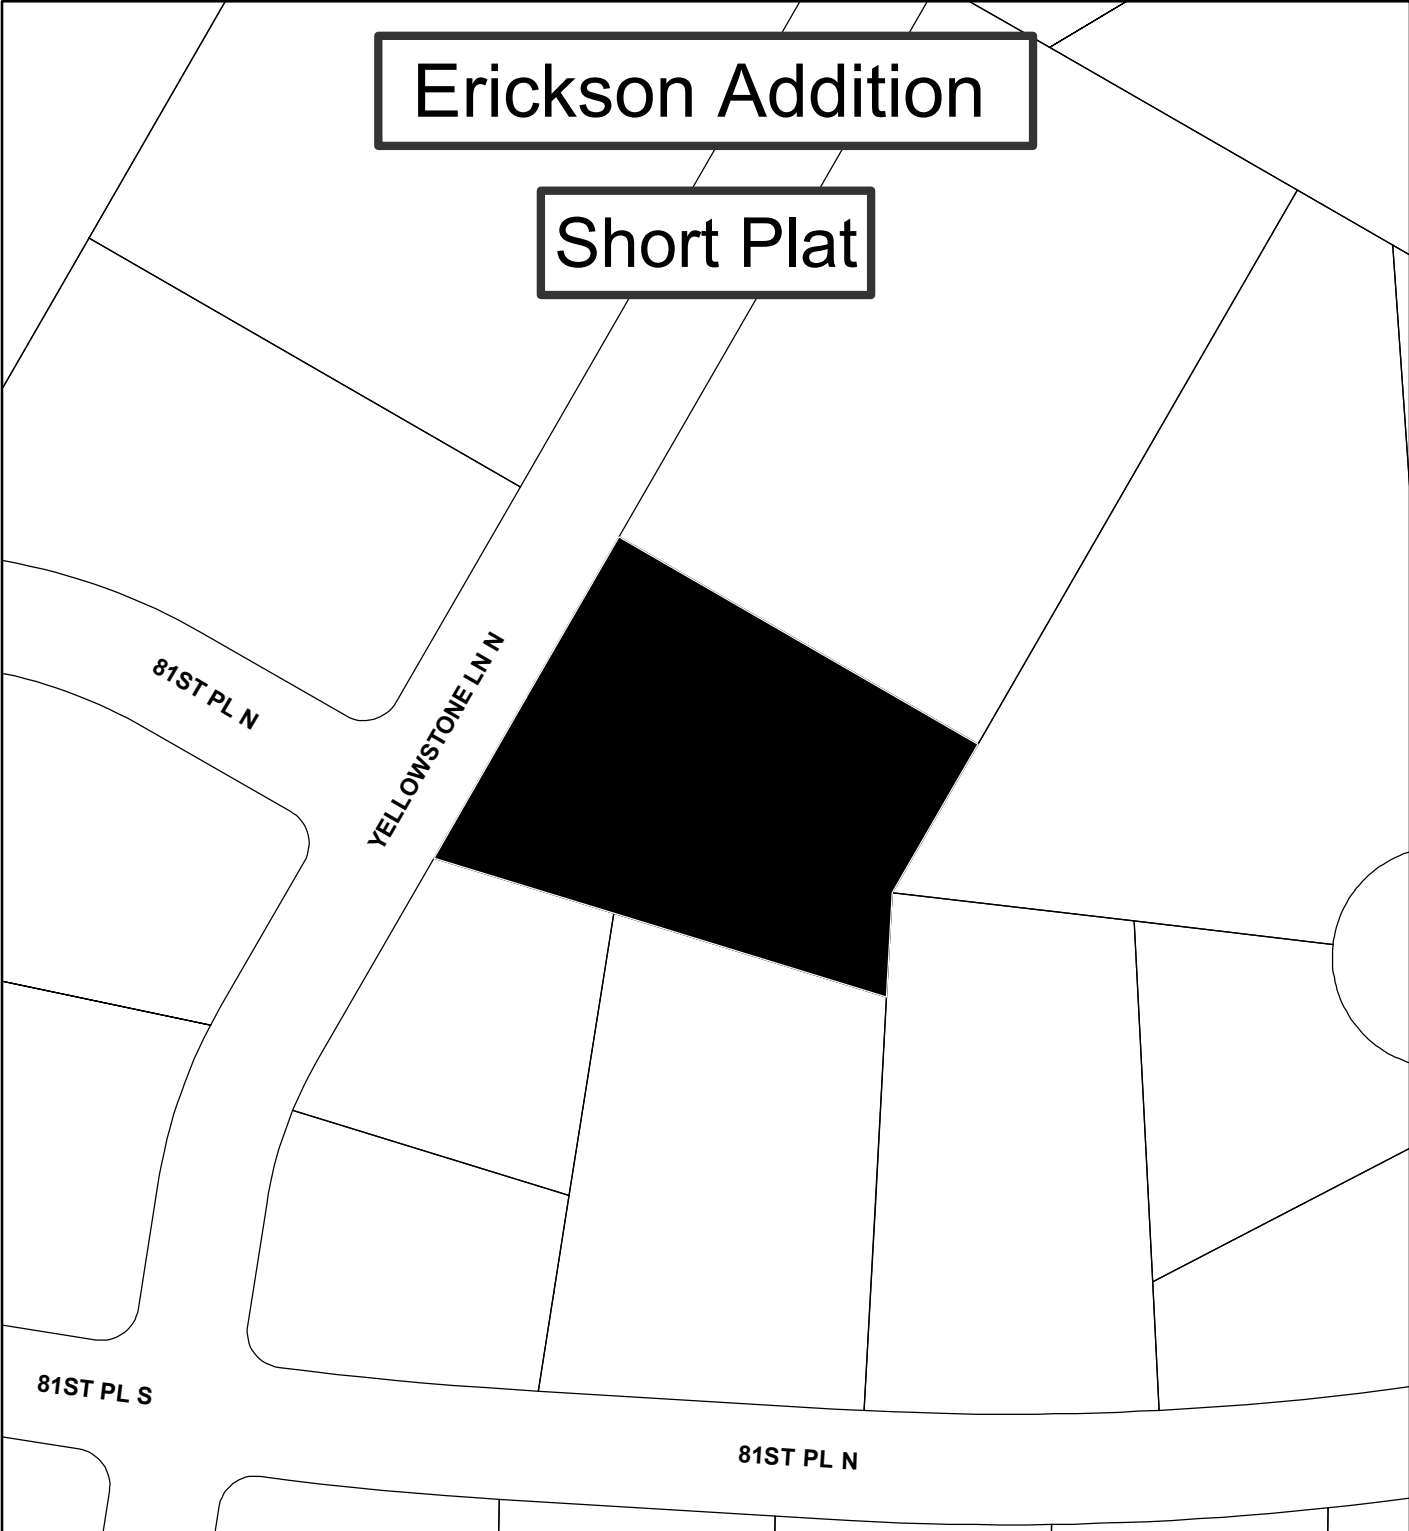 Erickson Addition
Short Plat
81ST PL N
YELLOWSTONE LN N
81ST PL S
81ST PL N